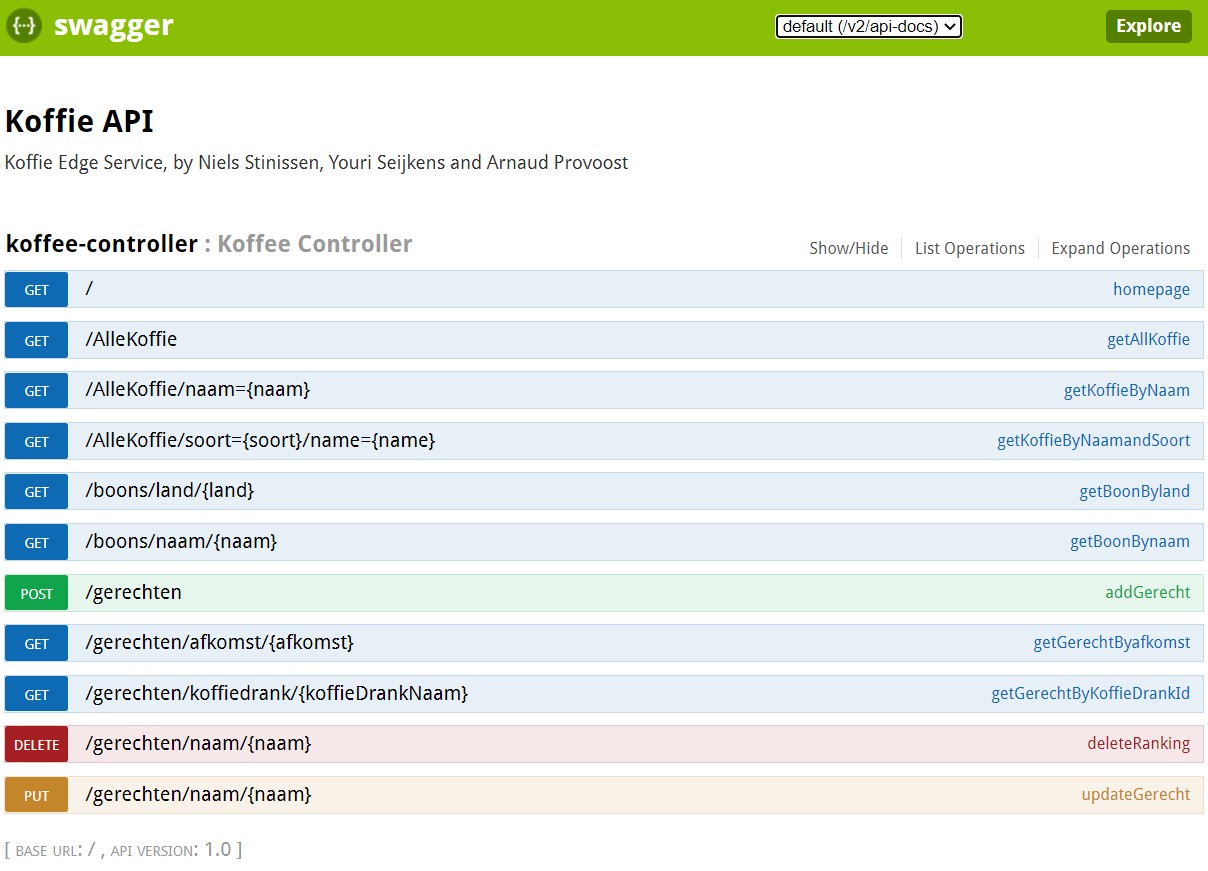 {···} swagger default (/v2/api-docs) Explore
Koffie API
Koffie Edge Service, by Niels Stinissen, Youri Seijkens and Arnaud Provoost
koffee-controller : Koffee Controller Show/Hide List Operations Expand Operations
GET / homepage
GET /AlleKoffie getAllKoffie
GET /AlleKoffie/naam={naam} getKoffieByNaam
GET /AlleKoffie/soort={soort}/name={name} getKoffieByNaamandSoort
GET /boons/land/{land} getBoonByland
GET /boons/naam/{naam} getBoonBynaam
POST /gerechten addGerecht
GET /gerechten/afkomst/{afkomst} getGerechtByafkomst
GET /gerechten/koffiedrank/{koffieDrankNaam} getGerechtByKoffieDrankId
DELETE /gerechten/naam/{naam} deleteRanking
PUT /gerechten/naam/{naam} updateGerecht
[ BASE URL: / , API VERSION: 1.0 ]